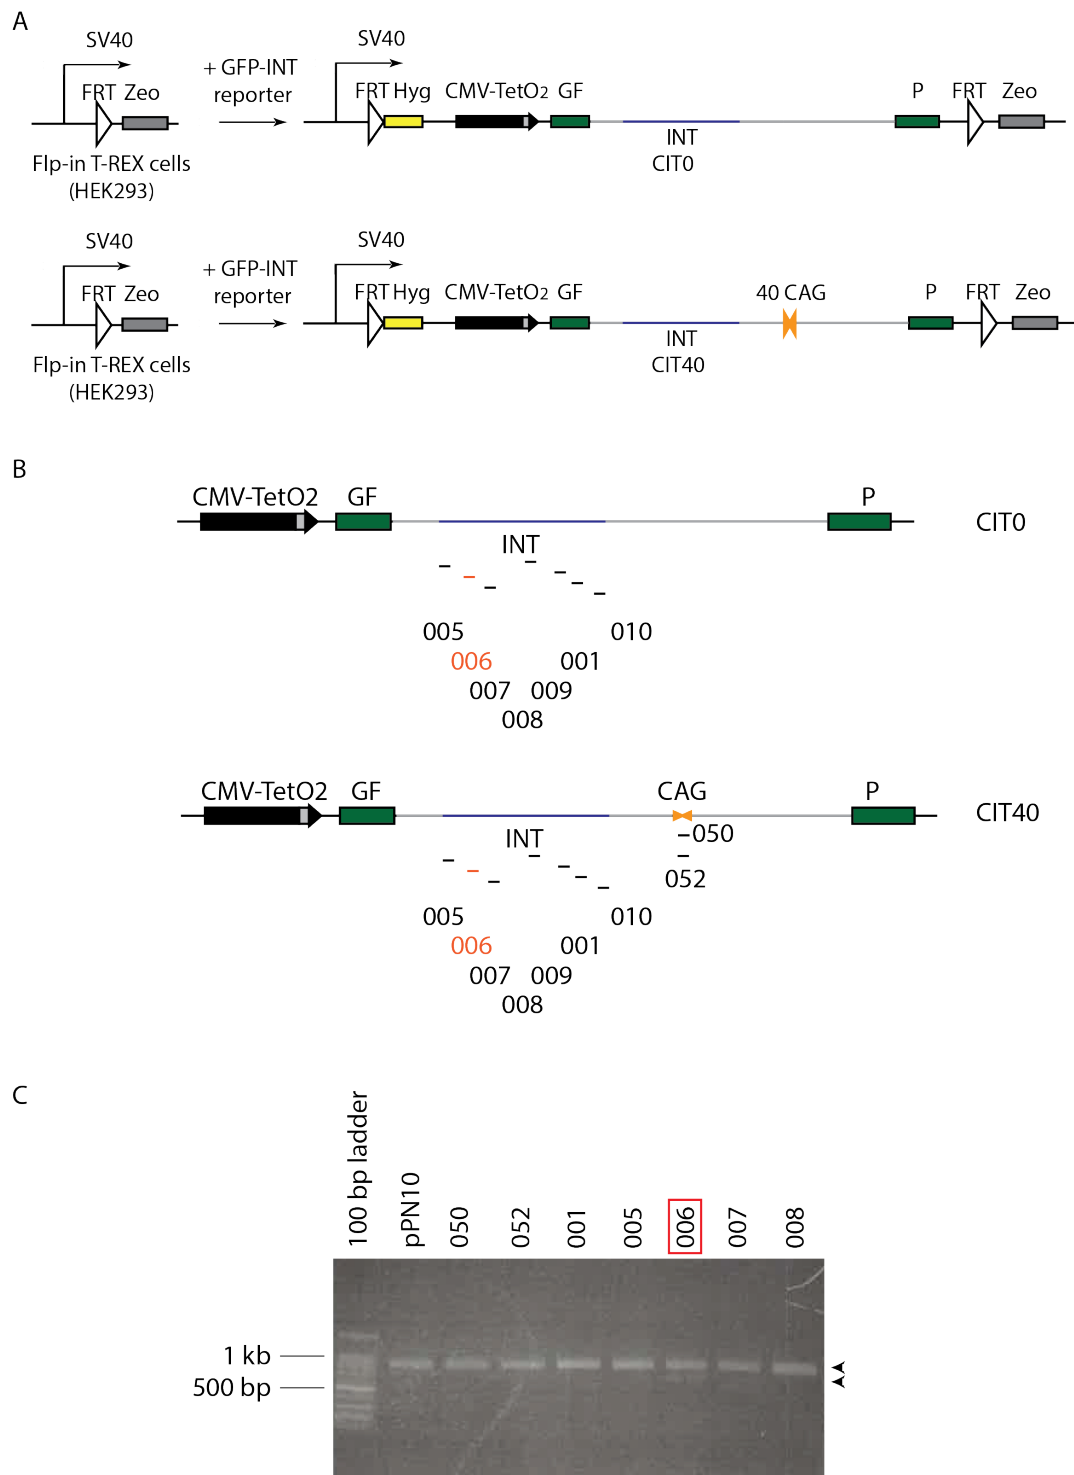 A
SV40
FRT Zeo
Flp-in T-REX cells
(HEK293)
+ GFP-INT
reporter
SV40
FRT Hyg CMV-TetO2 GF P FRT Zeo
INT
CIT0
SV40
FRT Zeo
Flp-in T-REX cells
(HEK293)
+ GFP-INT
reporter
SV40
FRT Hyg CMV-TetO2 GF 40 CAG P FRT Zeo
INT
CIT40
B
CMV-TetO2 GF P
CIT0
INT
005 010
006 001
007 009
008
CMV-TetO2 GF CAG P
CIT40
INT 050
052
005 010
006 001
007 009
008
C
100 bp ladder
pPN10
050
052
001
005
006
007
008
1 kb
500 bp